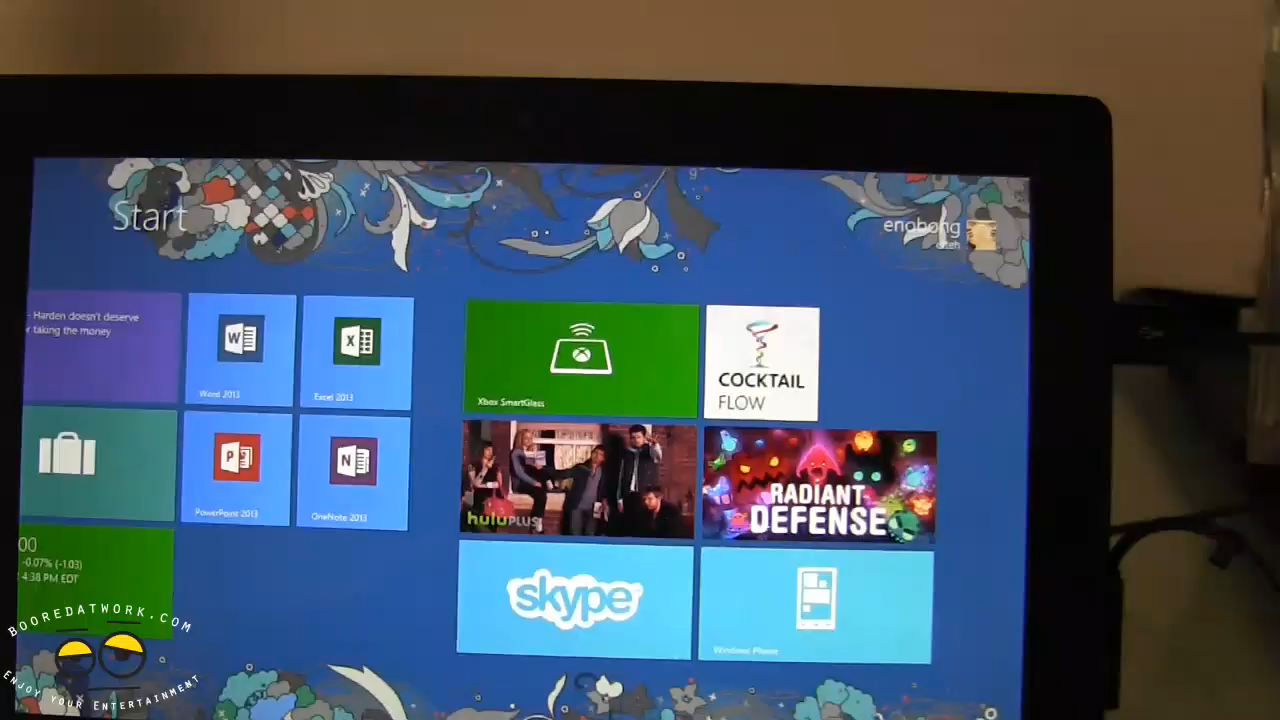 Start
enobong
eteh
- Harden doesn't deserve
taking the money
Word 2013
Excel 2013
PowerPoint 2013
OneNote 2013
00
-0.07% (-1.03)
4:38 PM EDT
Xbox SmartGlass
COCKTAIL
FLOW
huluPLUS
RADIANT
DEFENSE
skype
Windows Phone
BOOREDATWORK.COM
ENJOY YOUR ENTERTAINMENT